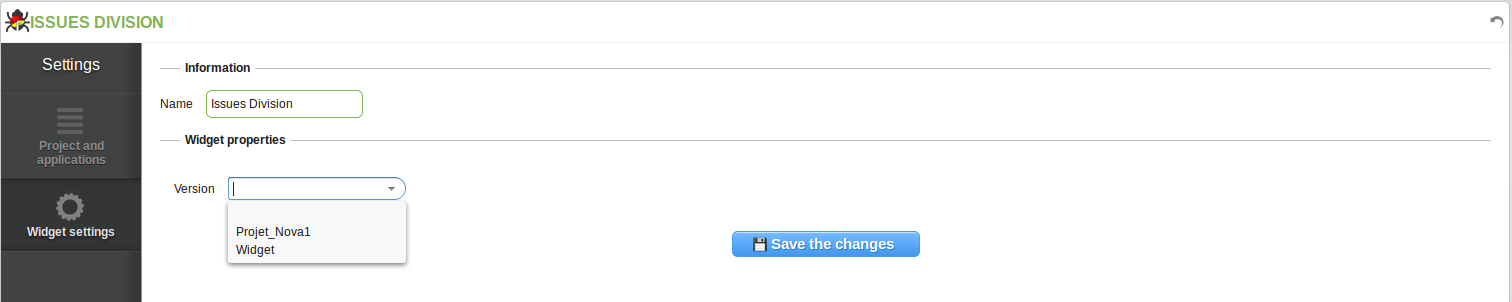 ISSUES DIVISION
Settings
Project and
applications
Widget settings
Information
Name Issues Division
Widget properties
Version
Projet_Nova1
Widget
Save the changes